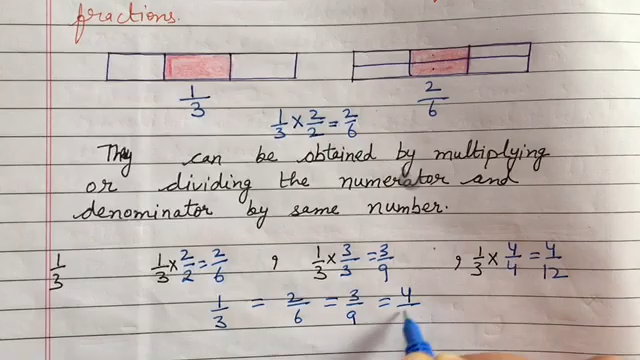 fractions.
1/3 2/6
1/3 × 2/2 = 2/6
They can be obtained by multiplying
or dividing the numerator and
denominator by same number.
1/3 1/3 × 2/2 = 2/6 , 1/3 × 3/3 = 3/9 , 1/3 × 4/4 = 4/12
1/3 = 2/6 = 3/9 = 4/